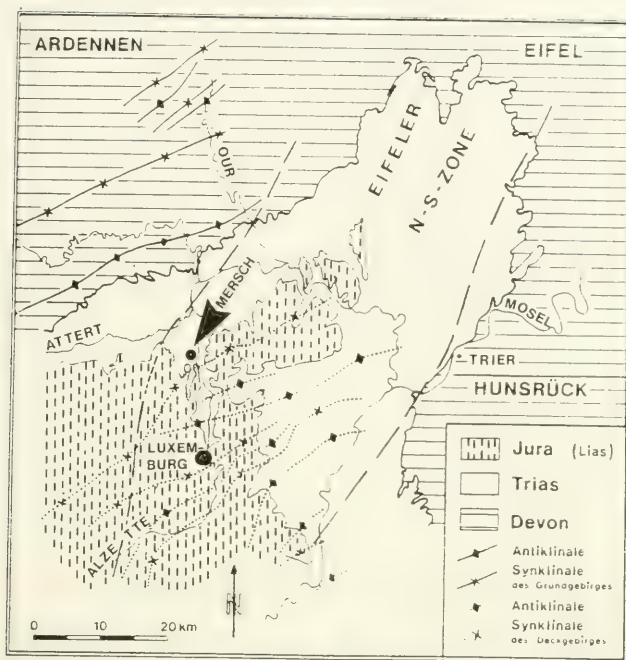 ARDENNEN
EIFEL
OUR
EIFELER
N-S-ZONE
MERSCH
MOSEL
ATTERT
TRIER
HUNSRÜCK
LUXEM
BURG
ALZETTE
Jura (Lias)
Trias
Devon
Antiklinale
Synklinale
des Grundgebirges
Antiklinale
Synklinale
des Deckgebirges
0 10 20 km
N